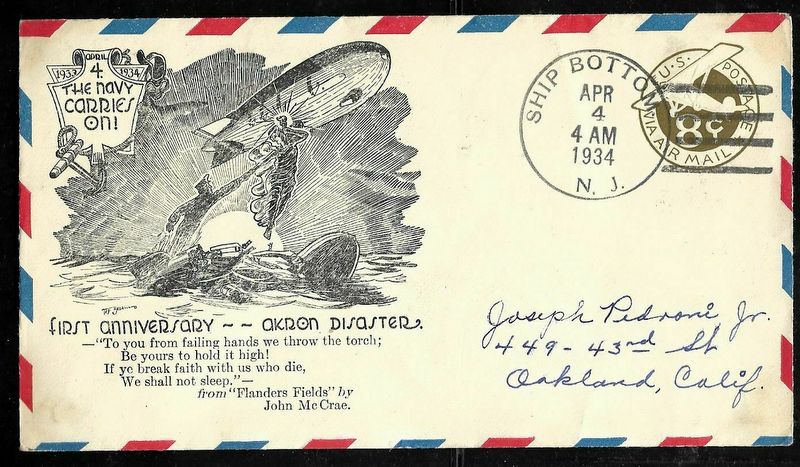 APRIL
1933 4 1934
THE NAVY
CARRIES
ON!
FIRST ANNIVERSARY ~~ AKRON DISASTER.
—"To you from failing hands we throw the torch;
Be yours to hold it high!
If ye break faith with us who die,
We shall not sleep."—
from "Flanders Fields" by
John McCrae.
SHIP BOTTOM
APR
4
4 AM
1934
N. J.
U.S. POSTAGE
8¢
VIA AIR MAIL
Joseph Pedroni Jr.
449-43rd St
Oakland, Calif.